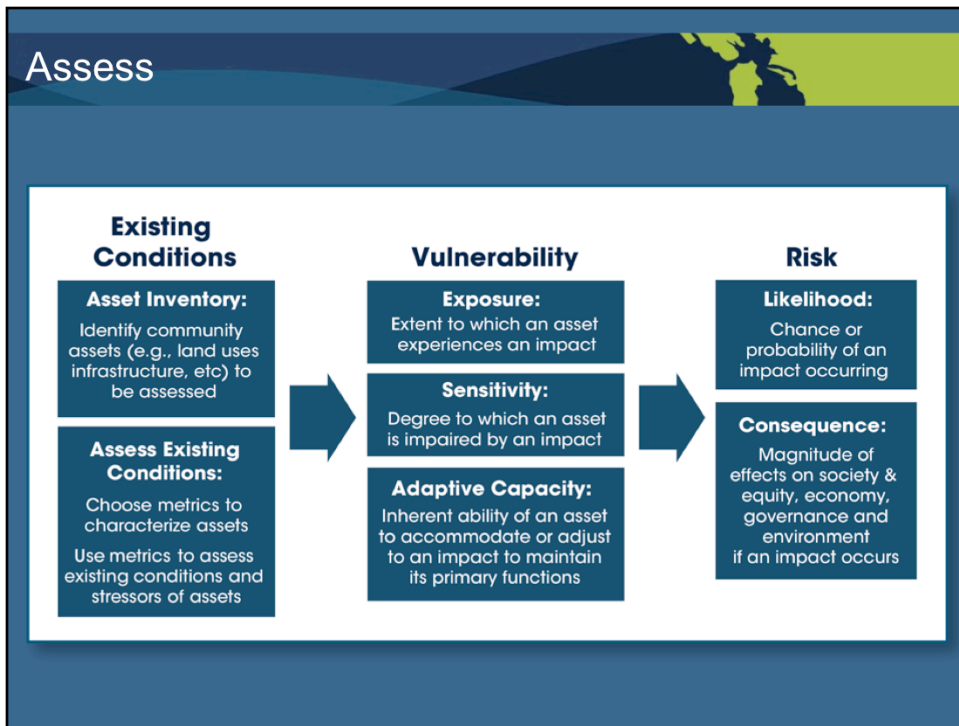 Assess
Existing
Conditions
Asset Inventory:
Identify community
assets (e.g., land uses
infrastructure, etc) to
be assessed
Assess Existing
Conditions:
Choose metrics to
characterize assets
Use metrics to assess
existing conditions and
stressors of assets
Vulnerability
Exposure:
Extent to which an asset
experiences an impact
Sensitivity:
Degree to which an asset
is impaired by an impact
Adaptive Capacity:
Inherent ability of an asset
to accommodate or adjust
to an impact to maintain
its primary functions
Risk
Likelihood:
Chance or
probability of an
impact occurring
Consequence:
Magnitude of
effects on society &
equity, economy,
governance and
environment
if an impact occurs